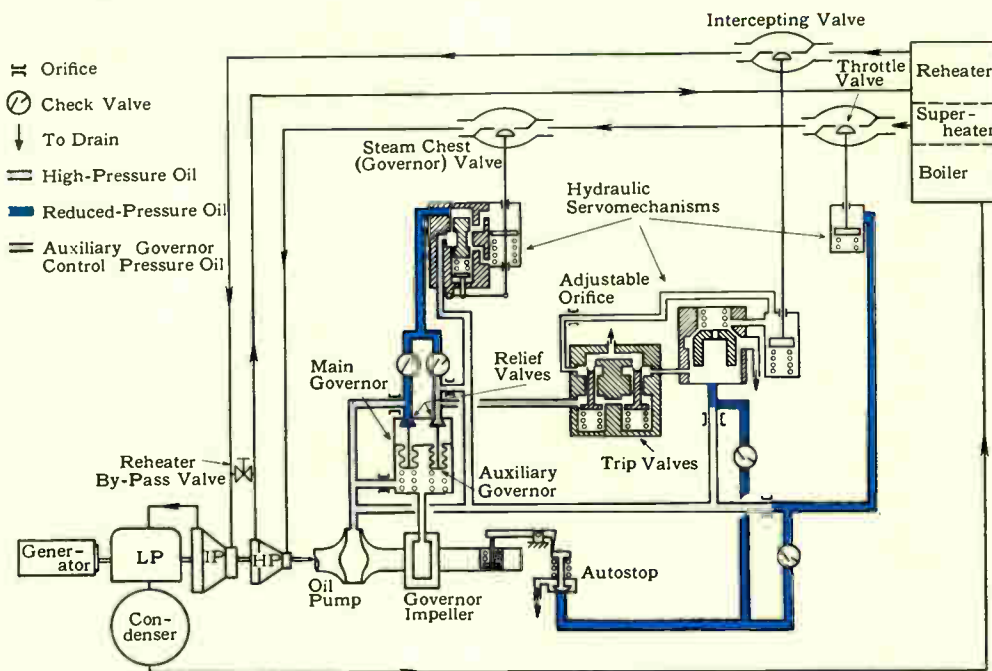 Intercepting Valve
Orifice
Check Valve
To Drain
High-Pressure Oil
Reduced-Pressure Oil
Auxiliary Governor
Control Pressure Oil
Throttle
Valve
Reheater
Super-
heater
Boiler
Steam Chest
(Governor) Valve
Hydraulic
Servomechanisms
Adjustable
Orifice
Main
Governor
Relief
Valves
Trip Valves
Auxiliary
Governor
Reheater
By-Pass Valve
Gener-
ator
LP
IP
HP
Oil
Pump
Governor
Impeller
Autostop
Con-
denser